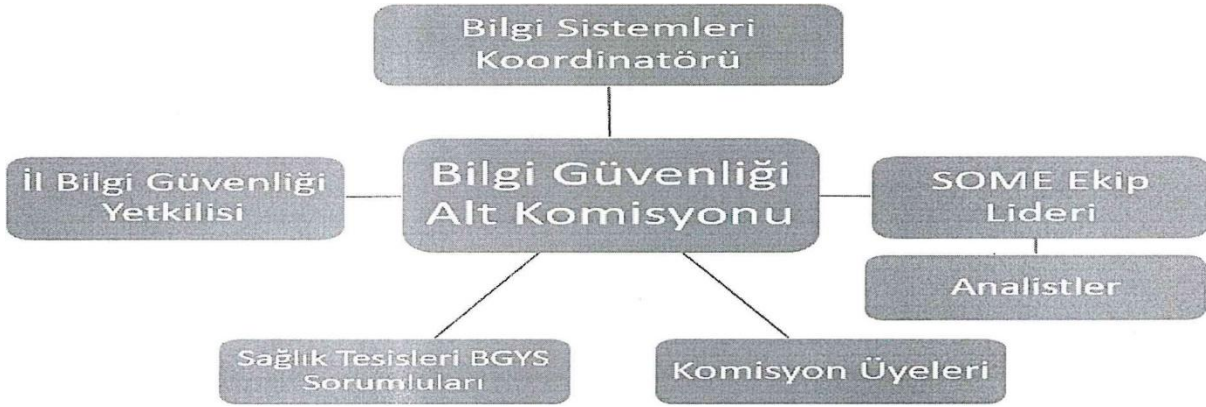 Bilgi Sistemleri
Koordinatörü
İl Bilgi Güvenliği
Yetkilisi
Bilgi Güvenliği
Alt Komisyonu
SOME Ekip
Lideri
Analistler
Sağlık Tesisleri BGYS
Sorumluları
Komisyon Üyeleri